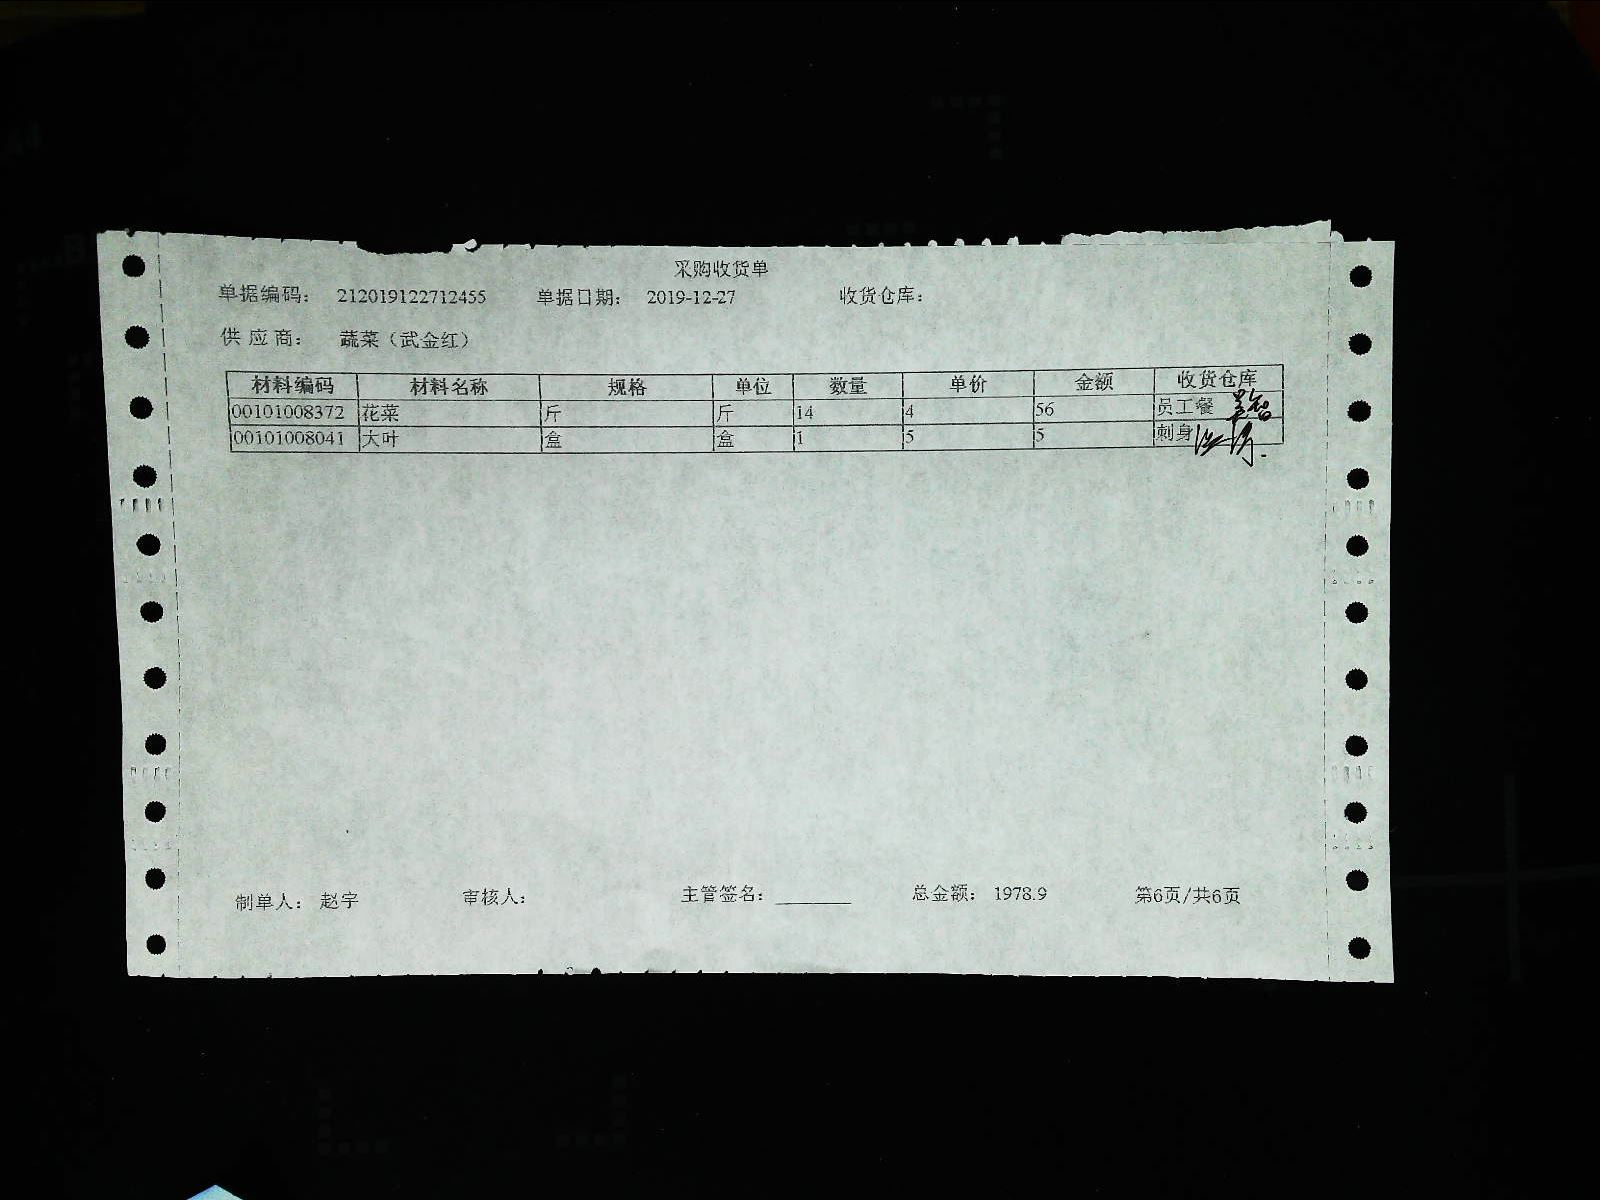 采购收货单
单据编码： 212019122712455 单据日期： 2019-12-27 收货仓库：
供 应 商： 蔬菜（武金红）
材料编码 材料名称 规格 单位 数量 单价 金额 收货仓库
00101008372 花菜 斤 斤 14 4 56 员工餐
00101008041 大叶 盒 盒 1 5 5 刺身
制单人： 赵宇 审核人： 主管签名： 总金额： 1978.9 第6页/共6页